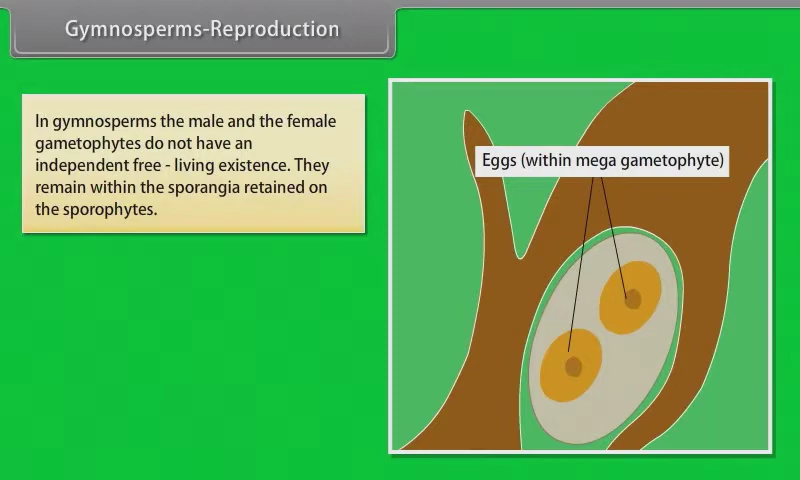 Gymnosperms-Reproduction
In gymnosperms the male and the female
gametophytes do not have an
independent free - living existence. They
remain within the sporangia retained on
the sporophytes.
Eggs (within mega gametophyte)